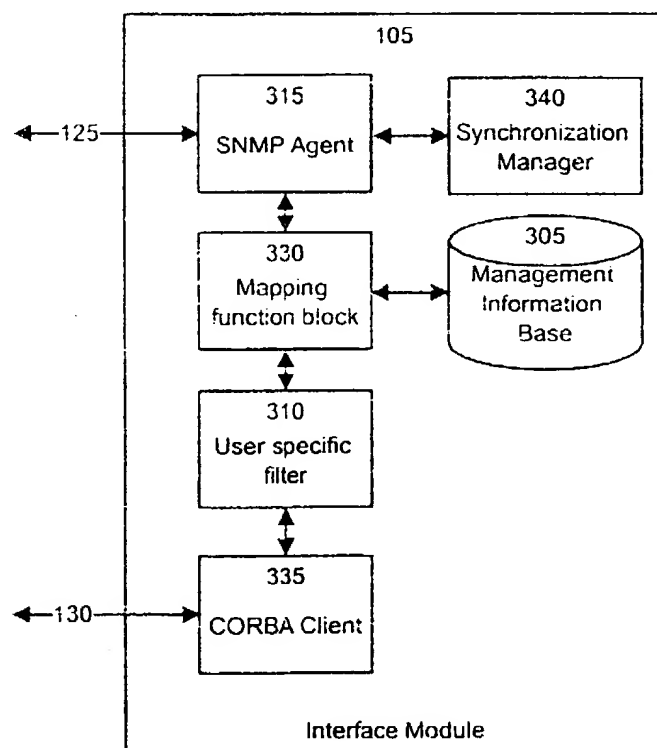 105
315
SNMP Agent
340
Synchronization
Manager
125
330
Mapping
function block
305
Management
Information
Base
310
User specific
filter
335
CORBA Client
130
Interface Module